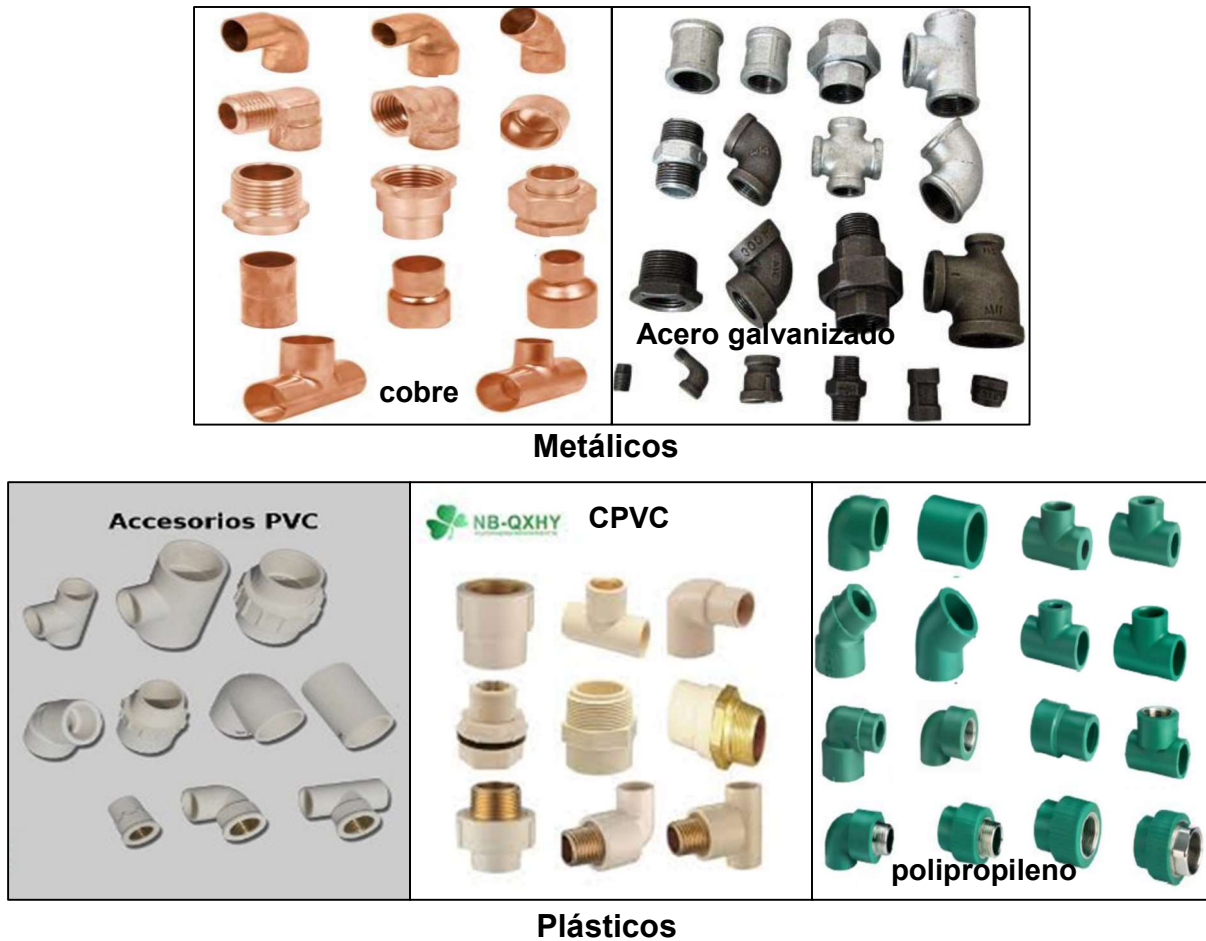 cobre
Acero galvanizado
Metálicos
Accesorios PVC
NB-QXHY
CPVC
polipropileno
Plásticos